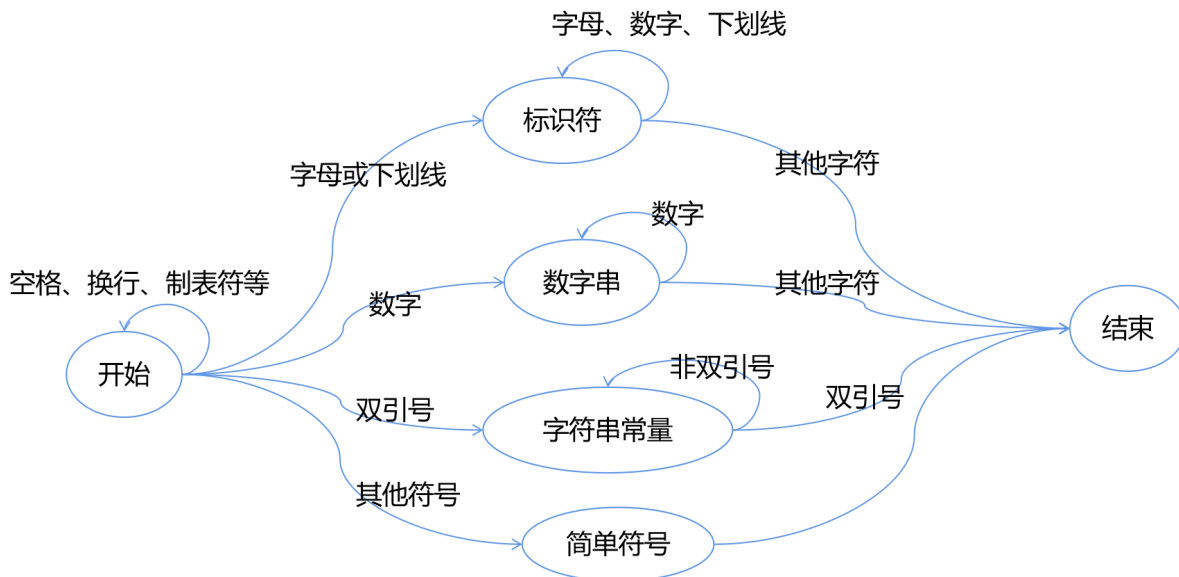 字母、数字、下划线
标识符
字母或下划线
其他字符
数字
空格、换行、制表符等
数字串
其他字符
数字
结束
开始
非双引号
双引号
双引号
字符串常量
其他符号
简单符号